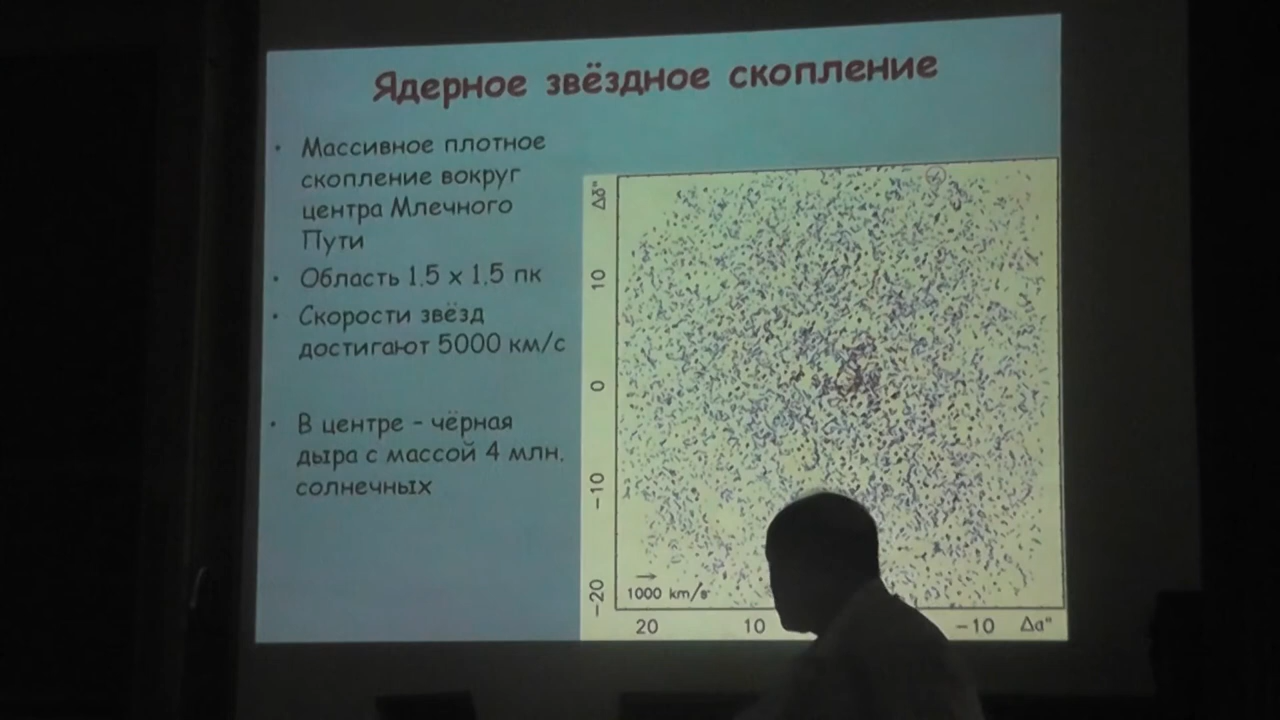 Ядерное звёздное скопление
• Массивное плотное
скопление вокруг
центра Млечного
Пути
• Область 1.5 x 1.5 пк
• Скорости звёзд
достигают 5000 км/с
• В центре - чёрная
дыра с массой 4 млн.
солнечных
Δδ"
10
0
-10
-20
1000 km/s
20 10 -10 Δα"